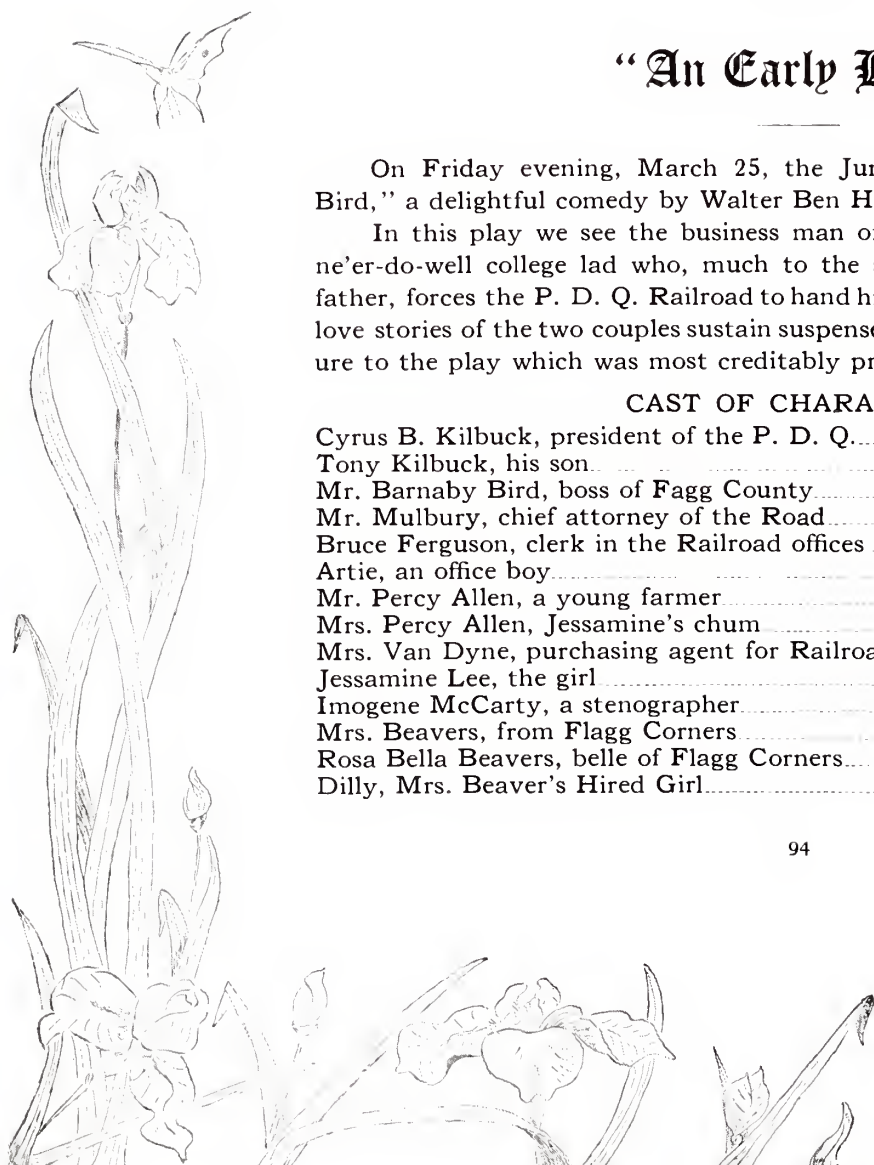 “An Early
On Friday evening, March 25, the
Bird,” a delightful comedy by Walter Ben
In this play we see the business man
ne’er-do-well college lad who, much to the
father, forces the P. D. Q. Railroad to hand
love stories of the two couples sustain
ure to the play which was most creditably
CAST OF
Cyrus B. Kilbuck, president of the P. D. Q.
Tony Kilbuck, his son
Mr. Barnaby Bird, boss of Fagg County
Mr. Mulbury, chief attorney of the Road
Bruce Ferguson, clerk in the Railroad offices
Artie, an office boy
Mr. Percy Allen, a young farmer
Mrs. Percy Allen, Jessamine’s chum
Mrs. Van Dyne, purchasing agent for
Jessamine Lee, the girl
Imogene McCarty, a stenographer
Mrs. Beavers, from Flagg Corners
Rosa Bella Beavers, belle of Flagg Corners
Dilly, Mrs. Beaver’s Hired Girl
94